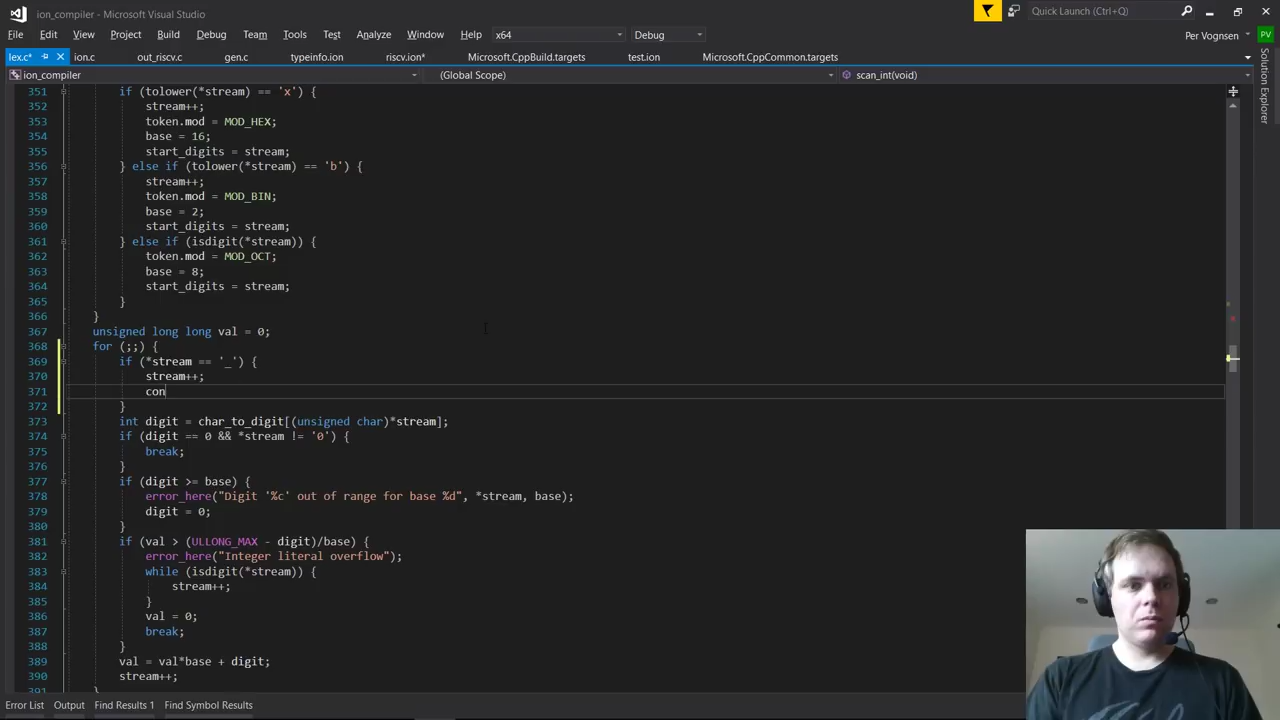 ion_compiler - Microsoft Visual Studio
Quick Launch (Ctrl+Q)
File Edit View Project Build Debug Team Tools Test Analyze Window Help x64 Debug Per Vognsen PV
lex.c* ion.c out_riscv.c gen.c typeinfo.ion riscv.ion* Microsoft.CppBuild.targets test.ion Microsoft.CppCommon.targets
ion_compiler (Global Scope) scan_int(void)
Solution Explorer
351 if (tolower(*stream) == 'x') {
352 stream++;
353 token.mod = MOD_HEX;
354 base = 16;
355 start_digits = stream;
356 } else if (tolower(*stream) == 'b') {
357 stream++;
358 token.mod = MOD_BIN;
359 base = 2;
360 start_digits = stream;
361 } else if (isdigit(*stream)) {
362 token.mod = MOD_OCT;
363 base = 8;
364 start_digits = stream;
365 }
366 }
367 unsigned long long val = 0;
368 for (;;) {
369 if (*stream == '_') {
370 stream++;
371 con
372 }
373 int digit = char_to_digit[(unsigned char)*stream];
374 if (digit == 0 && *stream != '0') {
375 break;
376 }
377 if (digit >= base) {
378 error_here("Digit '%c' out of range for base %d", *stream, base);
379 digit = 0;
380 }
381 if (val > (ULLONG_MAX - digit)/base) {
382 error_here("Integer literal overflow");
383 while (isdigit(*stream)) {
384 stream++;
385 }
386 val = 0;
387 break;
388 }
389 val = val*base + digit;
390 stream++;
391 }
Error List Output Find Results 1 Find Symbol Results